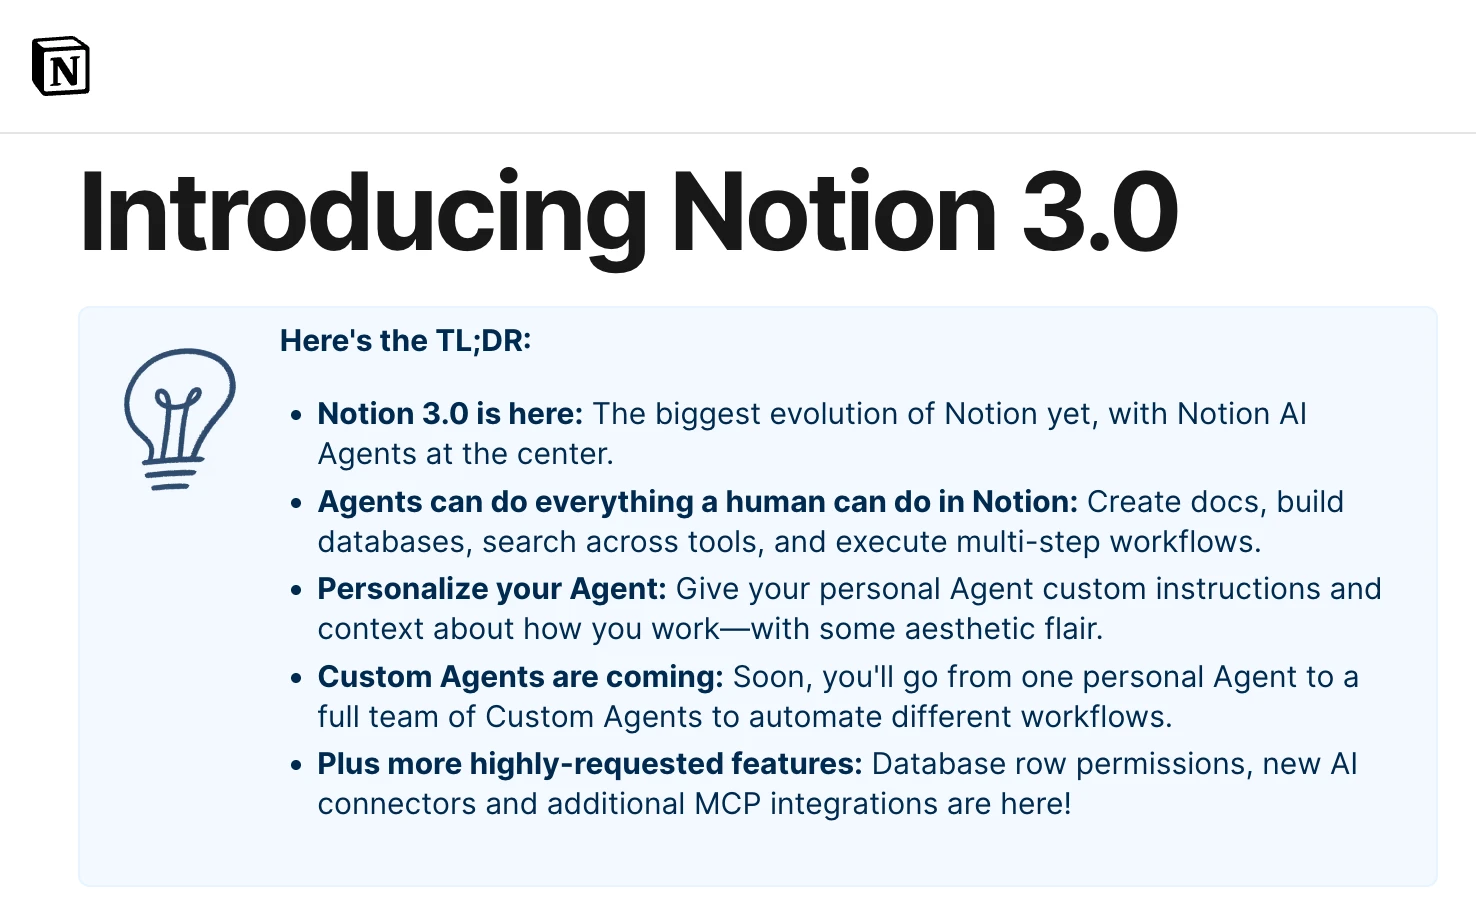 N
Introducing Notion 3.0
Here's the TL;DR:
• Notion 3.0 is here: The biggest evolution of Notion yet, with Notion AI
Agents at the center.
• Agents can do everything a human can do in Notion: Create docs, build
databases, search across tools, and execute multi-step workflows.
• Personalize your Agent: Give your personal Agent custom instructions and
context about how you work—with some aesthetic flair.
• Custom Agents are coming: Soon, you'll go from one personal Agent to a
full team of Custom Agents to automate different workflows.
• Plus more highly-requested features: Database row permissions, new AI
connectors and additional MCP integrations are here!